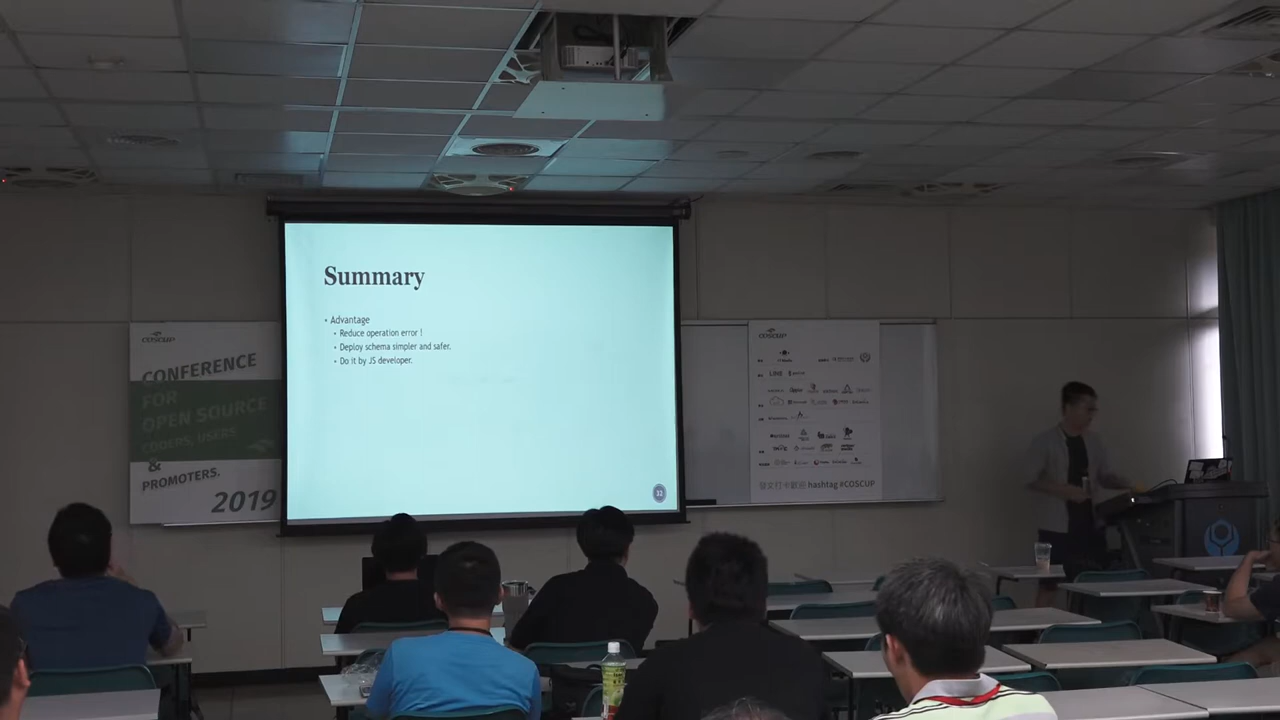 COSCUP
CONFERENCE
FOR
OPEN SOURCE
CODERS, USERS
&
PROMOTERS.
2019
Summary
Advantage
Reduce operation error !
Deploy schema simpler and safer.
Do it by JS developer.
32
COSCUP
LINE
hashtag #COSCUP